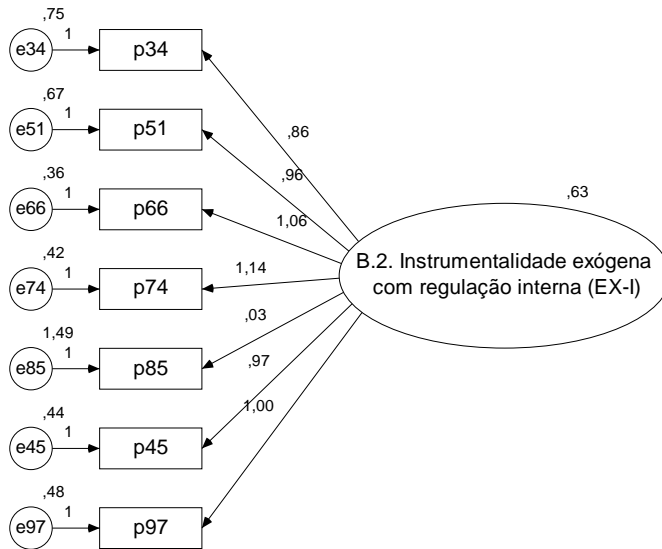 ,75
e34
1
p34
,86
,67
e51
1
p51
,96
,36
e66
1
p66
1,06
,63
B.2. Instrumentalidade exógena
com regulação interna (EX-I)
,42
e74
1
p74
1,14
1,49
e85
1
p85
,03
,44
e45
1
p45
,97
,48
e97
1
p97
1,00